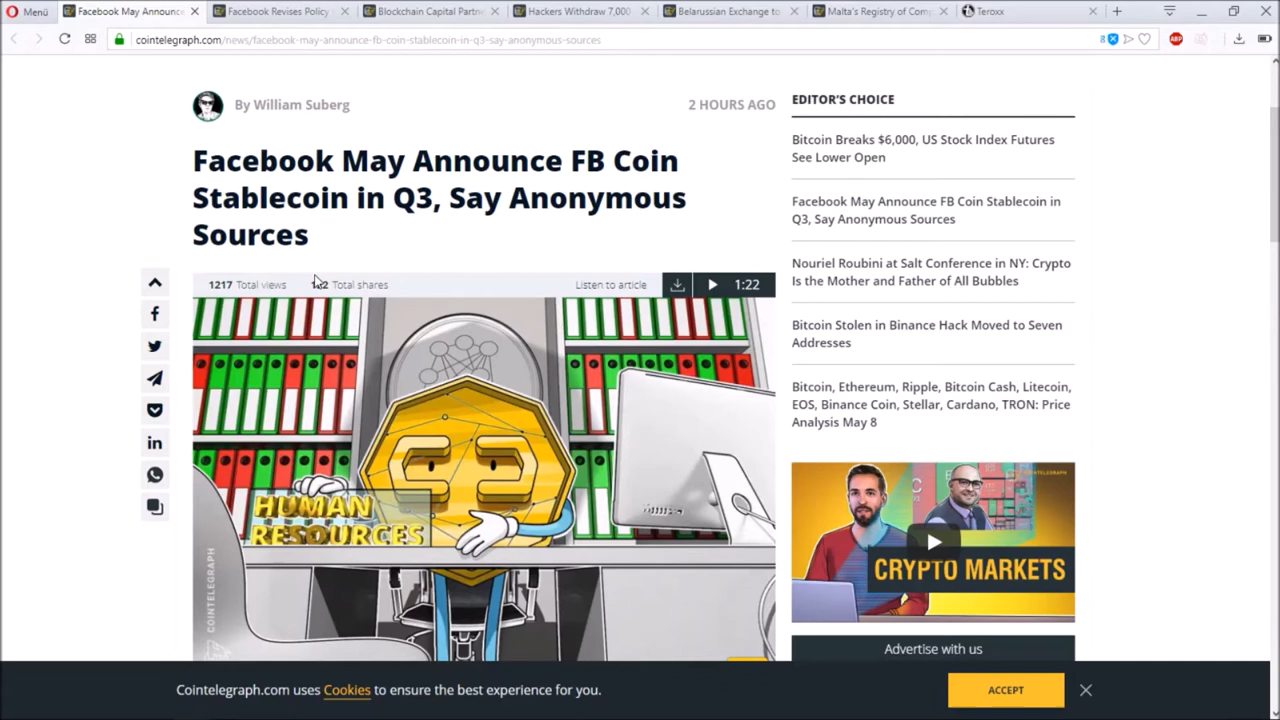 Menü
Facebook May Announce
Facebook Revises Policy
Blockchain Capital Partn
Hackers Withdraw 7,000
Belarussian Exchange to
Malta's Registry of Comp
Teroxx
cointelegraph.com/news/facebook-may-announce-fb-coin-stablecoin-in-q3-say-anonymous-sources
8
ABP
By William Suberg
2 HOURS AGO
Facebook May Announce FB Coin
Stablecoin in Q3, Say Anonymous
Sources
1217 Total views
Total shares
Listen to article
1:22
HUMAN
RESOURCES
COINTELEGRAPH
EDITOR'S CHOICE
Bitcoin Breaks $6,000, US Stock Index Futures
See Lower Open
Facebook May Announce FB Coin Stablecoin in
Q3, Say Anonymous Sources
Nouriel Roubini at Salt Conference in NY: Crypto
Is the Mother and Father of All Bubbles
Bitcoin Stolen in Binance Hack Moved to Seven
Addresses
Bitcoin, Ethereum, Ripple, Bitcoin Cash, Litecoin,
EOS, Binance Coin, Stellar, Cardano, TRON: Price
Analysis May 8
COINTELEGRAPH
CRYPTO MARKETS
Advertise with us
Cointelegraph.com uses Cookies to ensure the best experience for you.
ACCEPT